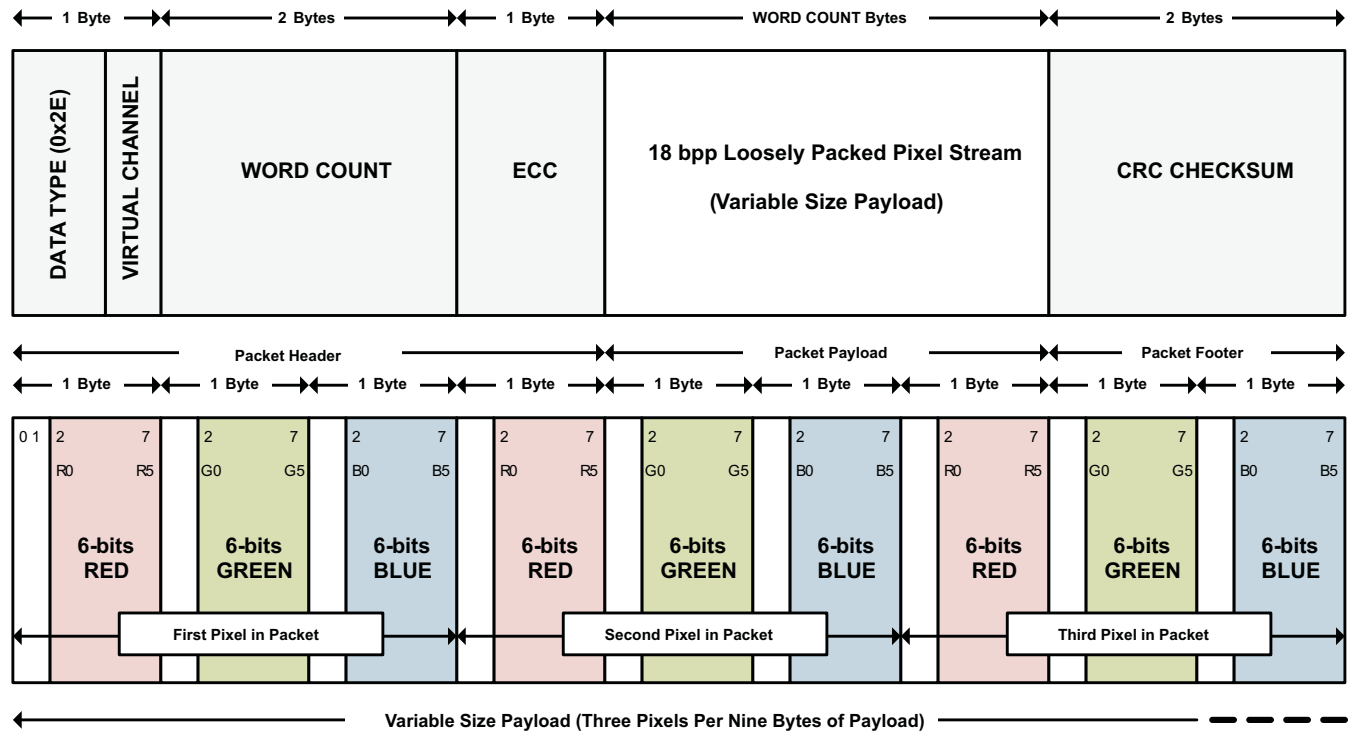 1 Byte 2 Bytes 1 Byte WORD COUNT Bytes 2 Bytes
DATA TYPE (0x2E)
VIRTUAL CHANNEL
WORD COUNT
ECC
18 bpp Loosely Packed Pixel Stream
(Variable Size Payload)
CRC CHECKSUM
Packet Header Packet Payload Packet Footer
1 Byte 1 Byte 1 Byte 1 Byte 1 Byte 1 Byte 1 Byte 1 Byte 1 Byte
0 1 2 7 2 7 2 7 2 7 2 7 2 7 2 7 2 7 2 7
R0 R5 G0 G5 B0 B5 R0 R5 G0 G5 B0 B5 R0 R5 G0 G5 B0 B5
6-bits 6-bits 6-bits 6-bits 6-bits 6-bits 6-bits 6-bits 6-bits
RED GREEN BLUE RED GREEN BLUE RED GREEN BLUE
First Pixel in Packet Second Pixel in Packet Third Pixel in Packet
Variable Size Payload (Three Pixels Per Nine Bytes of Payload)